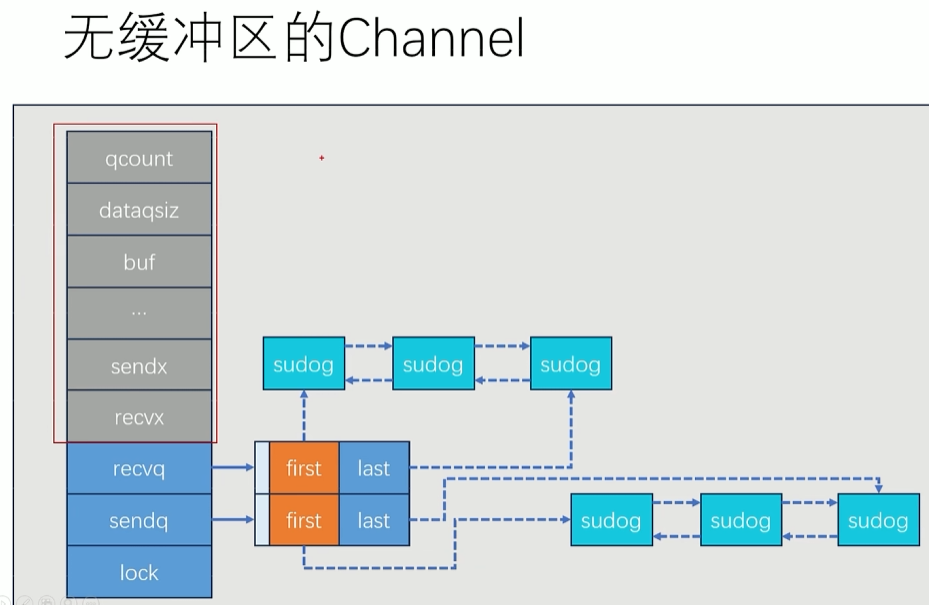 无缓冲区的Channel
qcount
dataqsiz
buf
...
sendx
recvx
recvq
sendq
lock
sudog sudog sudog
first last
first last
sudog sudog sudog